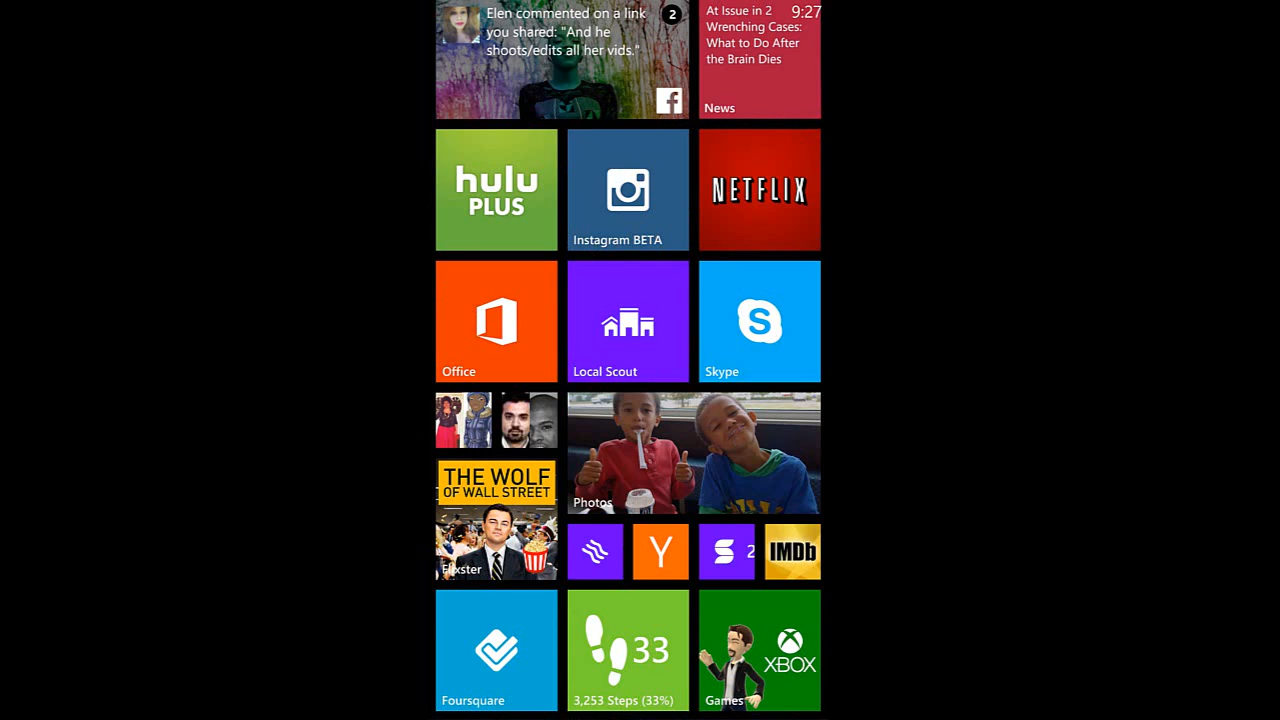 Elen commented on a link
you shared: "And he
shoots/edits all her vids."
2
f
9:27
At Issue in 2
Wrenching Cases:
What to Do After
the Brain Dies
News
hulu
PLUS
Instagram BETA
NETFLIX
Office
Local Scout
S
Skype
THE WOLF
OF WALL STREET
Flixster
Photos
Y
S 2
IMDb
Foursquare
33
3,253 Steps (33%)
XBOX
Games